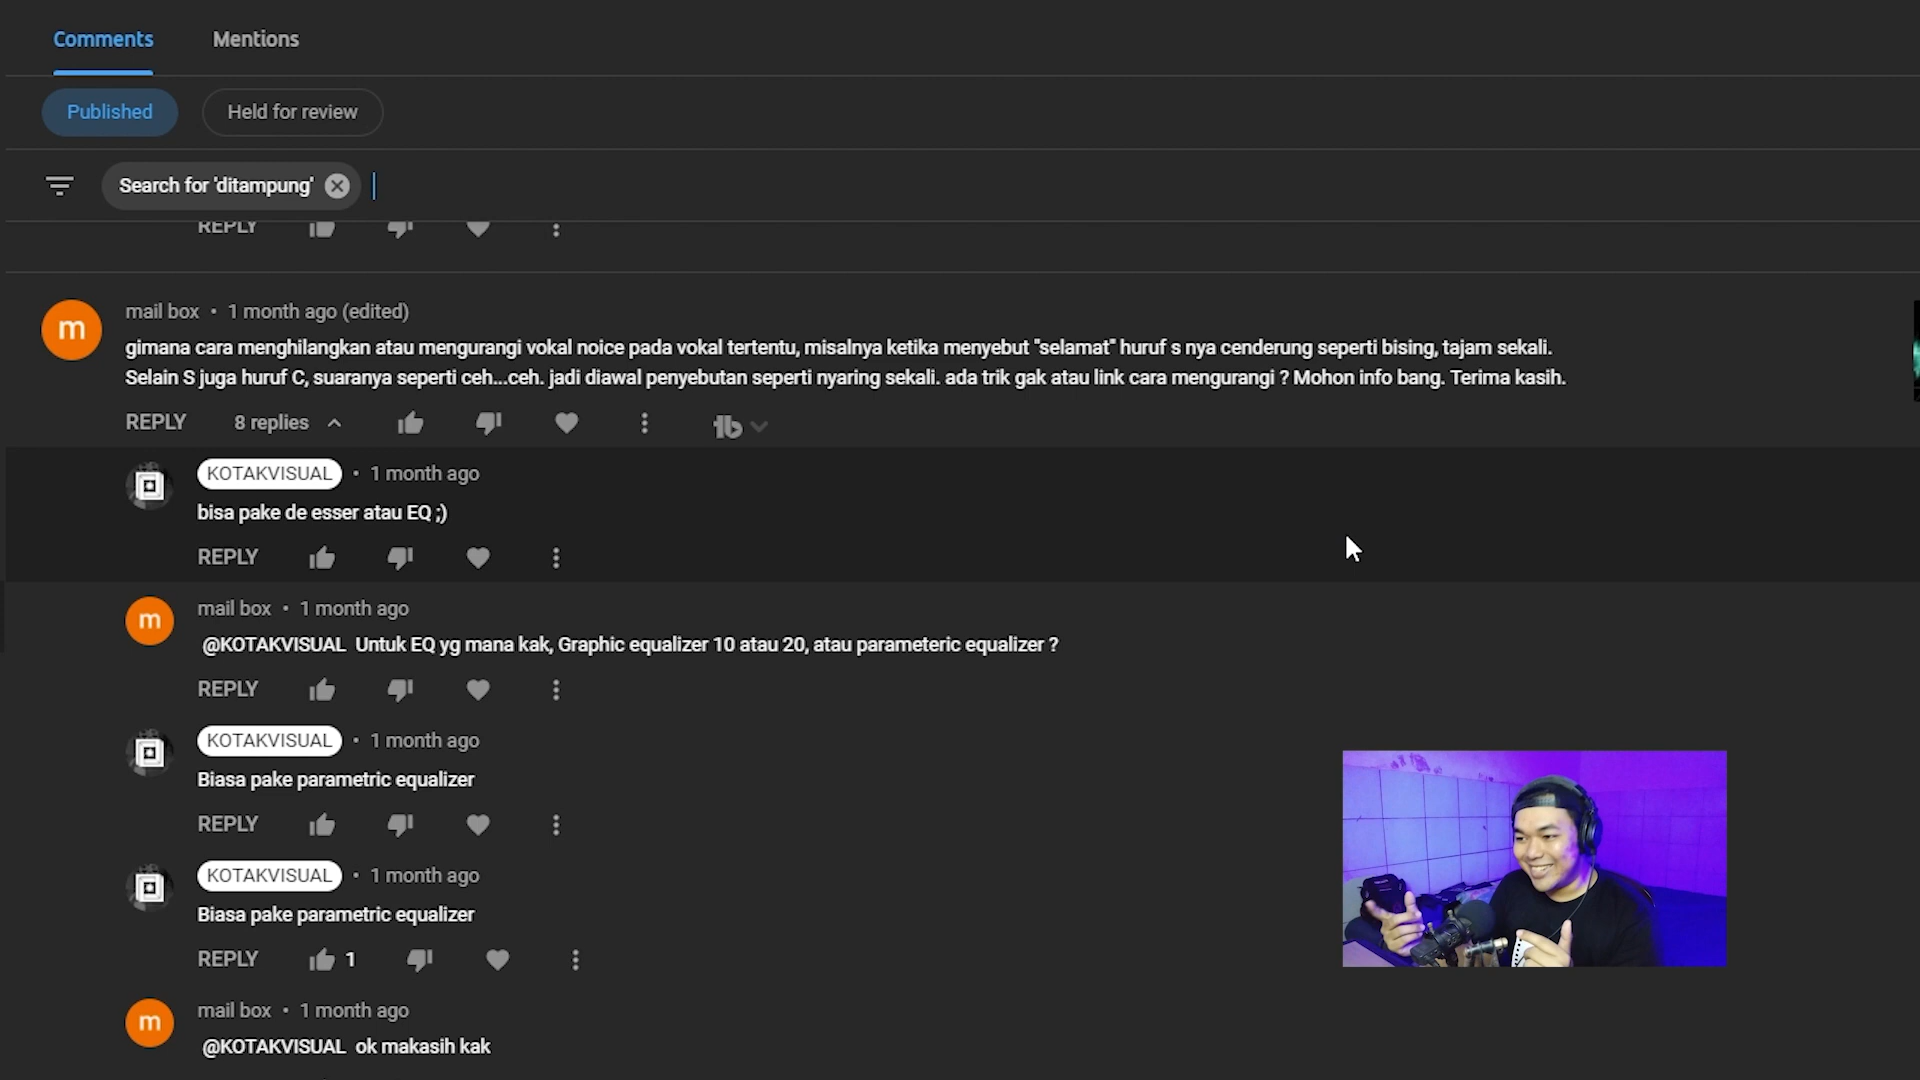 Comments Mentions
Published Held for review
Search for 'ditampung'
REPLY
mail box • 1 month ago (edited)
gimana cara menghilangkan atau mengurangi vokal noice pada vokal tertentu, misalnya ketika menyebut "selamat" huruf s nya cenderung seperti bising, tajam sekali.
Selain S juga huruf C, suaranya seperti ceh...ceh. jadi diawal penyebutan seperti nyaring sekali. ada trik gak atau link cara mengurangi ? Mohon info bang. Terima kasih.
REPLY 8 replies
KOTAKVISUAL • 1 month ago
bisa pake de esser atau EQ ;)
REPLY
mail box • 1 month ago
@KOTAKVISUAL Untuk EQ yg mana kak, Graphic equalizer 10 atau 20, atau parameteric equalizer ?
REPLY
KOTAKVISUAL • 1 month ago
Biasa pake parametric equalizer
REPLY
KOTAKVISUAL • 1 month ago
Biasa pake parametric equalizer
REPLY 1
mail box • 1 month ago
@KOTAKVISUAL ok makasih kak